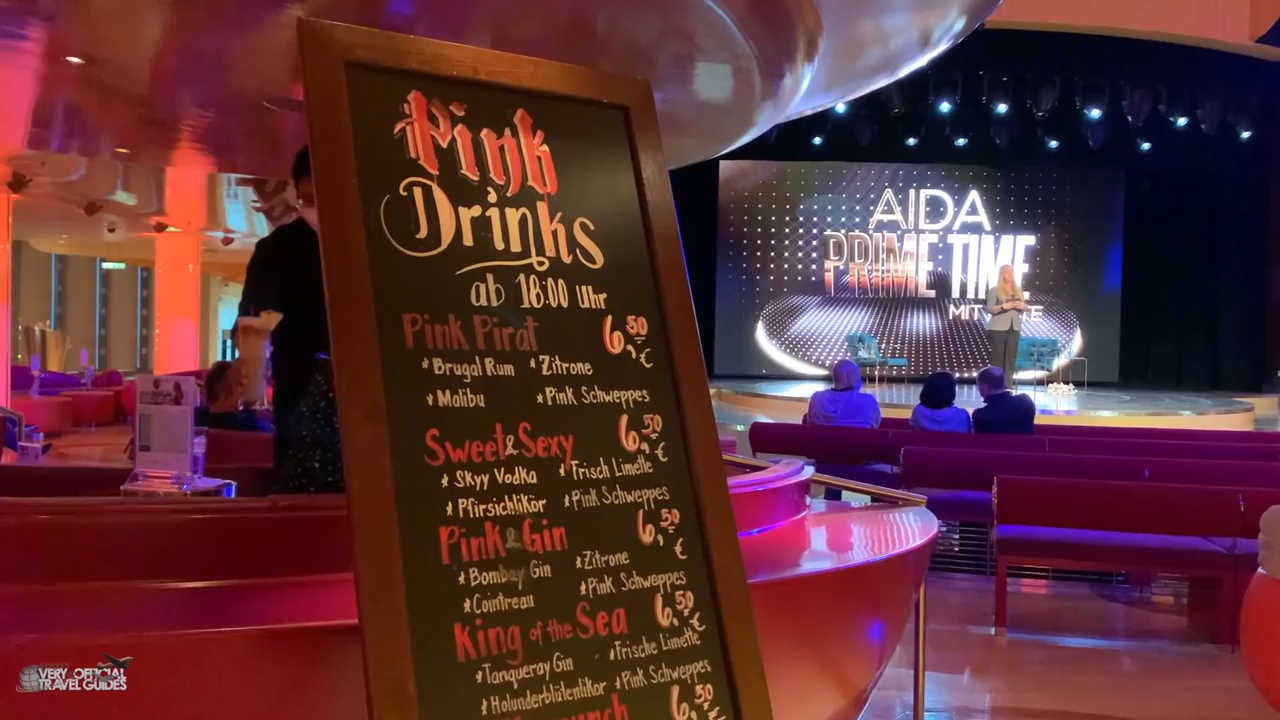 Pink
Drinks
ab 18:00 Uhr
Pink Pirat 6,50 €
* Brugal Rum * Zitrone
* Malibu * Pink Schweppes
Sweet & Sexy 6,50 €
* Skyy Vodka * Frisch Limette
* Pfirsichlikör * Pink Schweppes
Pink & Gin 6,50 €
* Bombay Gin * Zitrone
* Cointreau * Pink Schweppes
King of the Sea 6,50 €
* Tanqueray Gin * Frische Limette
* Holunderblütenlikör * Pink Schweppes
6,50 €
AIDA
PRIME TIME
MIT
VERY OFFICIAL
TRAVEL GUIDES